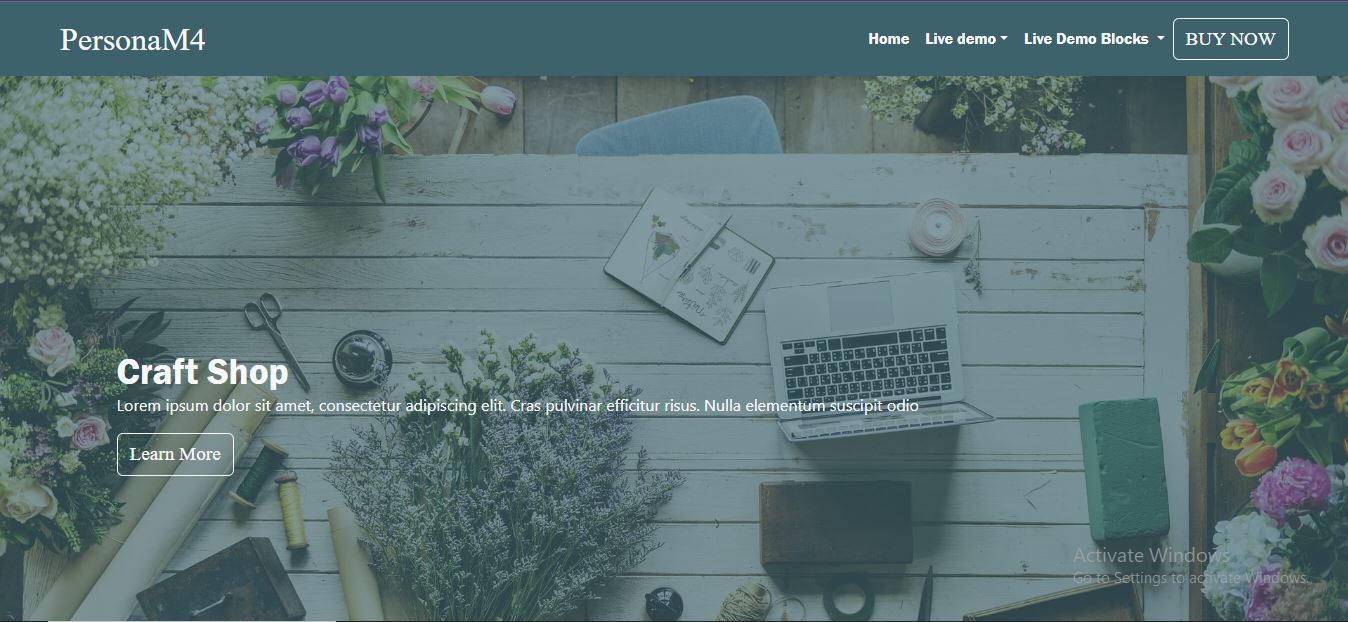 PersonaM4
Home Live demo Live Demo Blocks BUY NOW
Craft Shop
Lorem ipsum dolor sit amet, consectetur adipiscing elit. Cras pulvinar efficitur risus. Nulla elementum suscipit odio
Learn More
Activate Windows
Go to Settings to activate Windows.